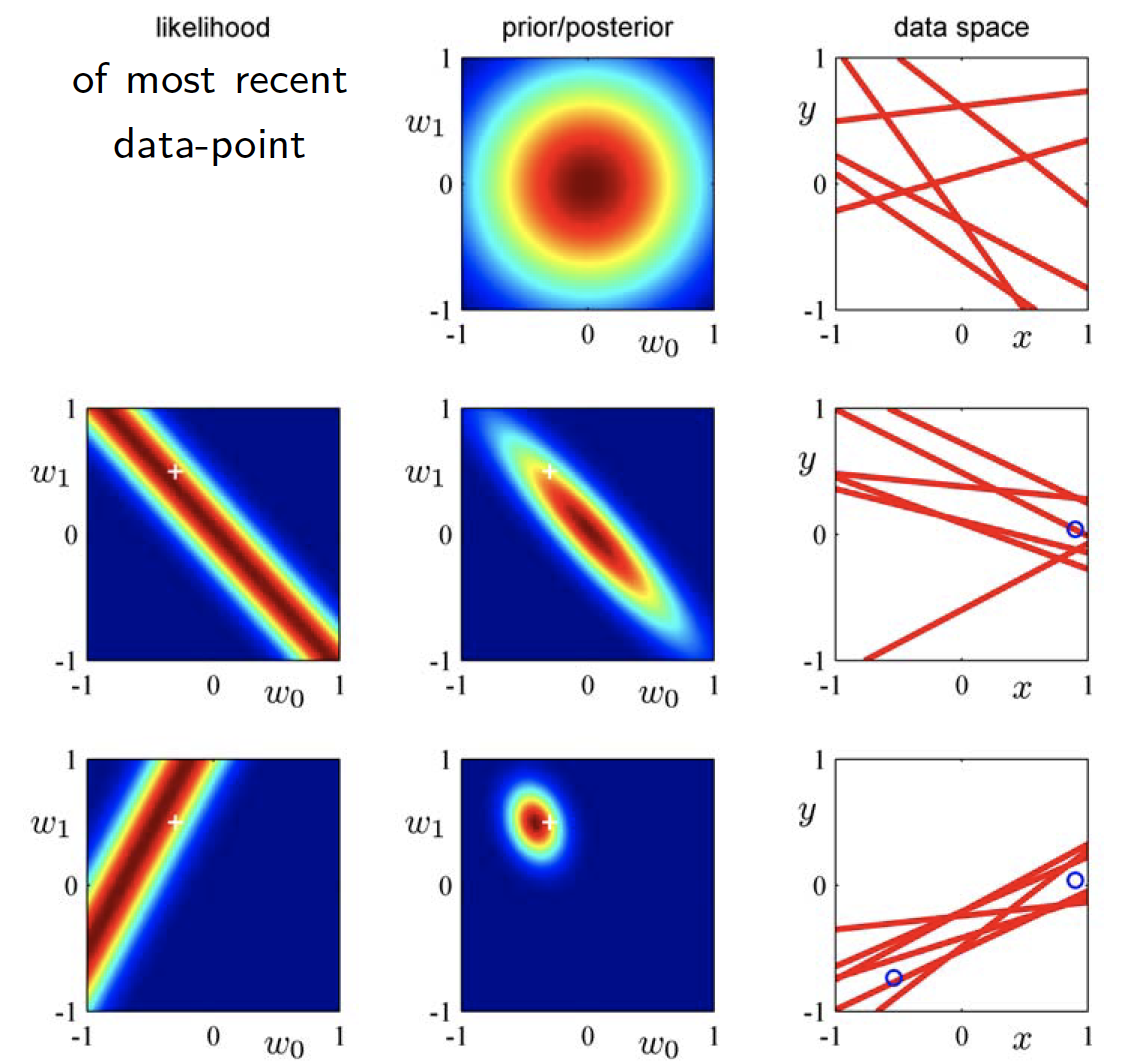 likelihood prior/posterior data space
of most recent
data-point
1 1
w1 y
0 0
-1 -1
-1 0 w0 1 -1 0 x 1
1 1 1
w1 w1 y
0 0 0
-1 -1 -1
-1 0 w0 1 -1 0 w0 1 -1 0 x 1
1 1 1
w1 w1 y
0 0 0
-1 -1 -1
-1 0 w0 1 -1 0 w0 1 -1 0 x 1